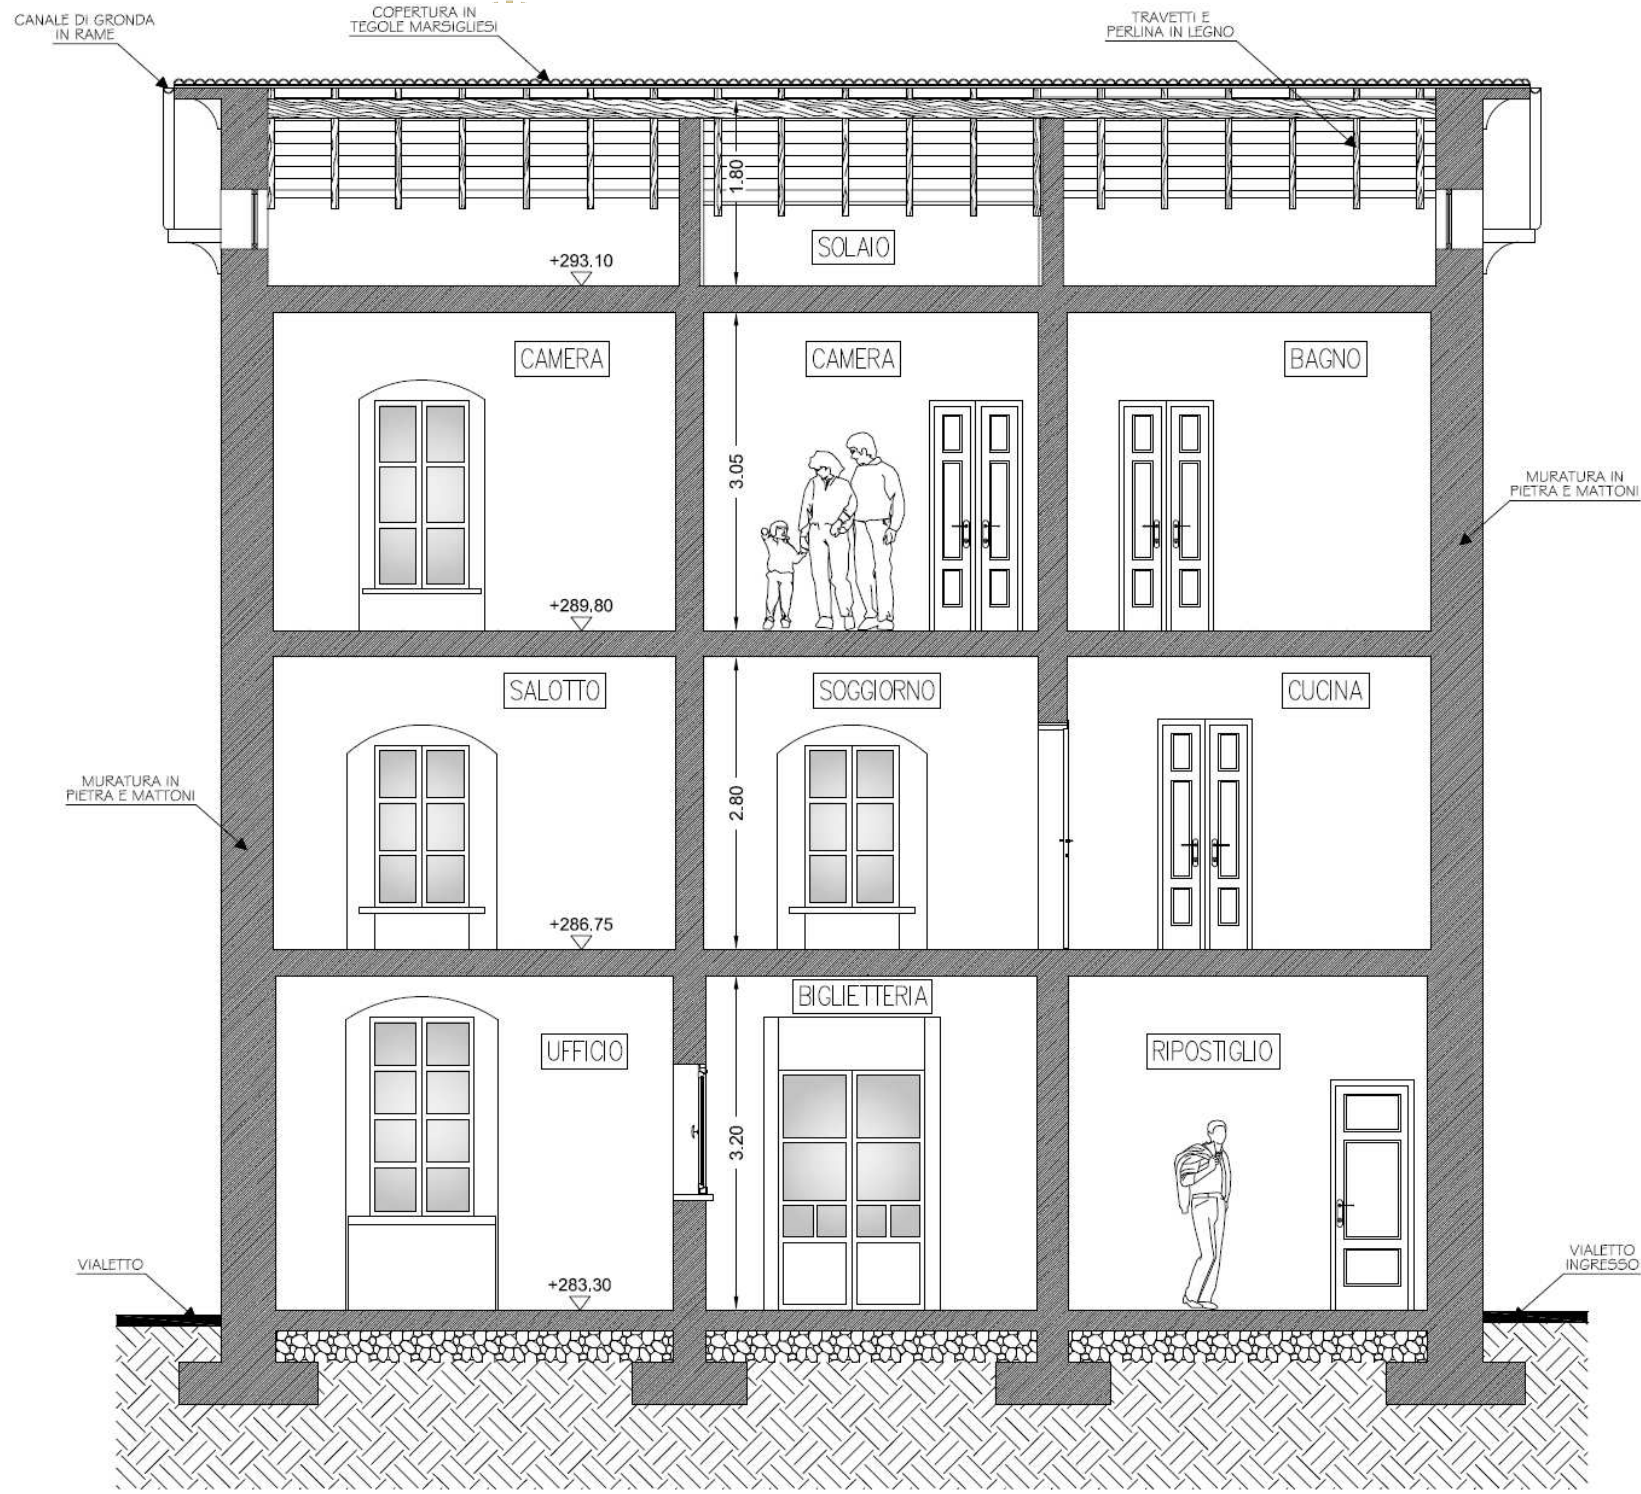 CANALE DI GRONDA
IN RAME
COPERTURA IN
TEGOLE MARSIGLIESI
TRAVETTI E
PERLINA IN LEGNO
1.80
SOLAIO
+293.10
CAMERA
CAMERA
BAGNO
3.05
MURATURA IN
PIETRA E MATTONI
+289,80
SALOTTO
SOGGIORNO
CUCINA
MURATURA IN
PIETRA E MATTONI
2.80
+286.75
BIGLIETTERIA
UFFICIO
RIPOSTIGLIO
3.20
VIALETTO
VIALETTO
INGRESSO
+283,30